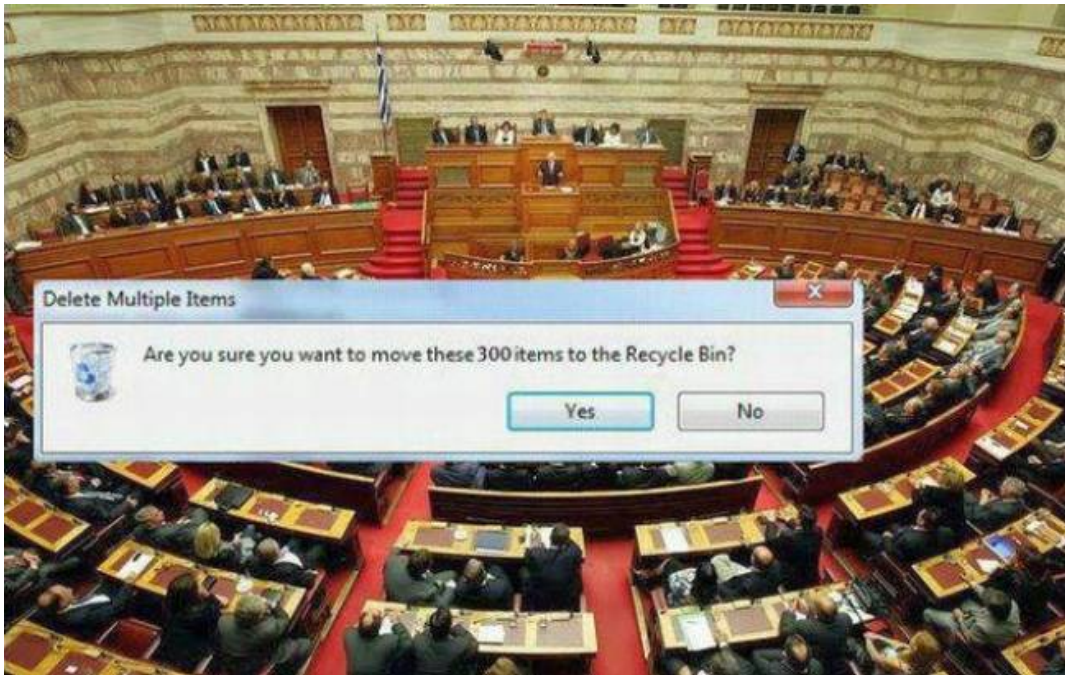 Delete Multiple Items
Are you sure you want to move these 300 items to the Recycle Bin?
Yes
No